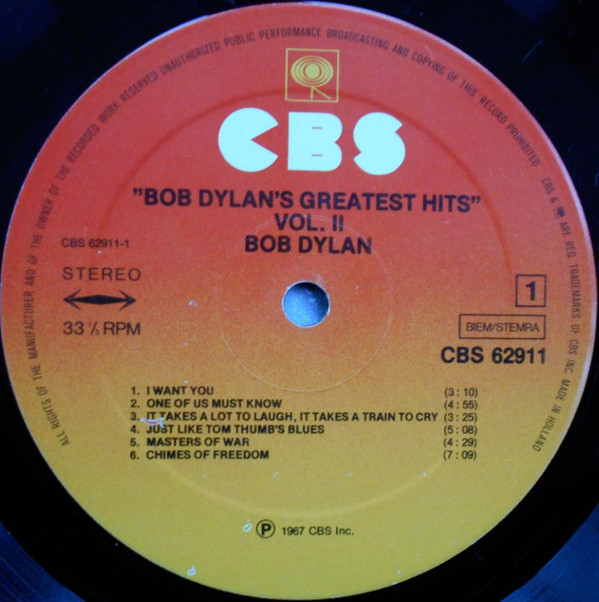 ALL RIGHTS OF THE MANUFACTURER AND OF THE OWNER OF THE RECORDED WORK RESERVED UNAUTHORIZED PUBLIC PERFORMANCE BROADCASTING AND COPYING OF THIS RECORD PROHIBITED
CBS & ARE REG. TRADEMARKS OF CBS INC MADE IN HOLLAND
CBS
"BOB DYLAN'S GREATEST HITS"
VOL. II
BOB DYLAN
CBS 62911-1
STEREO
33 ⅓ RPM
1
BIEM/STEMRA
CBS 62911
1. I WANT YOU (3 : 10)
2. ONE OF US MUST KNOW (4 : 55)
3. IT TAKES A LOT TO LAUGH, IT TAKES A TRAIN TO CRY (3 : 25)
4. JUST LIKE TOM THUMB'S BLUES (5 : 08)
5. MASTERS OF WAR (4 : 29)
6. CHIMES OF FREEDOM (7 : 09)
℗ 1967 CBS Inc.